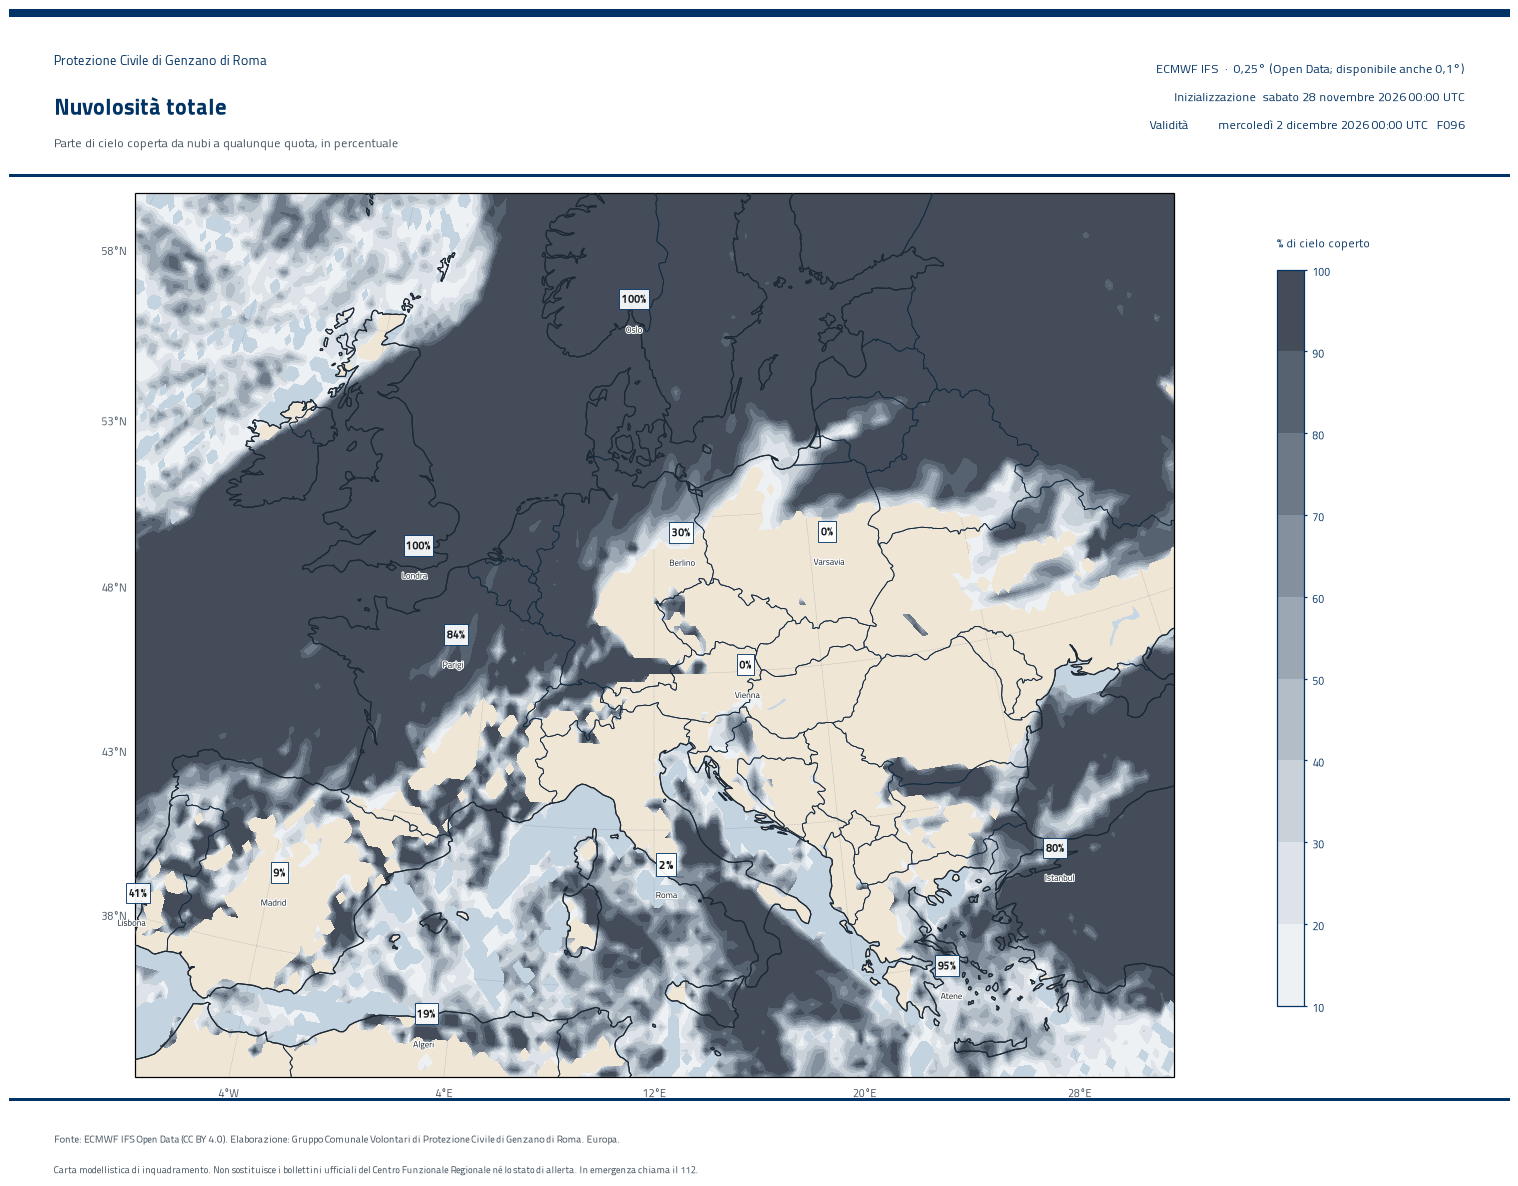 Protezione Civile di Genzano di Roma
Nuvolosità totale
Parte di cielo coperta da nubi a qualunque quota, in percentuale
ECMWF IFS · 0,25° (Open Data; disponibile anche 0,1°)
Inizializzazione sabato 28 novembre 2026 00:00 UTC
Validità mercoledì 2 dicembre 2026 00:00 UTC F096
% di cielo coperto
100
90
80
70
60
50
40
30
20
10
58°N
53°N
48°N
43°N
38°N
4°W
4°E
12°E
20°E
28°E
100%
Oslo
100%
Londra
30%
Berlino
0%
Varsavia
84%
Parigi
0%
Vienna
80%
Istanbul
2%
Roma
9%
Madrid
41%
Lisbona
95%
Atene
19%
Algeri
Fonte: ECMWF IFS Open Data (CC BY 4.0). Elaborazione: Gruppo Comunale Volontari di Protezione Civile di Genzano di Roma. Europa.
Carta modellistica di inquadramento. Non sostituisce i bollettini ufficiali del Centro Funzionale Regionale né lo stato di allerta. In emergenza chiama il 112.